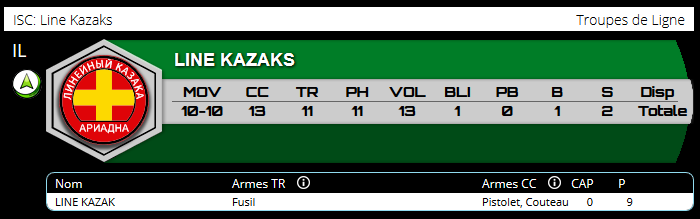 ISC: Line Kazaks
Troupes de Ligne
IL
LINE KAZAKS
ЛИНЕЙНЫЙ КАЗАКА
АРИАДНА
MOV CC TR PH VOL BLI PB B S Disp
10-10 13 11 11 13 1 0 1 2 Totale
Nom Armes TR Armes CC CAP P
LINE KAZAK Fusil Pistolet, Couteau 0 9